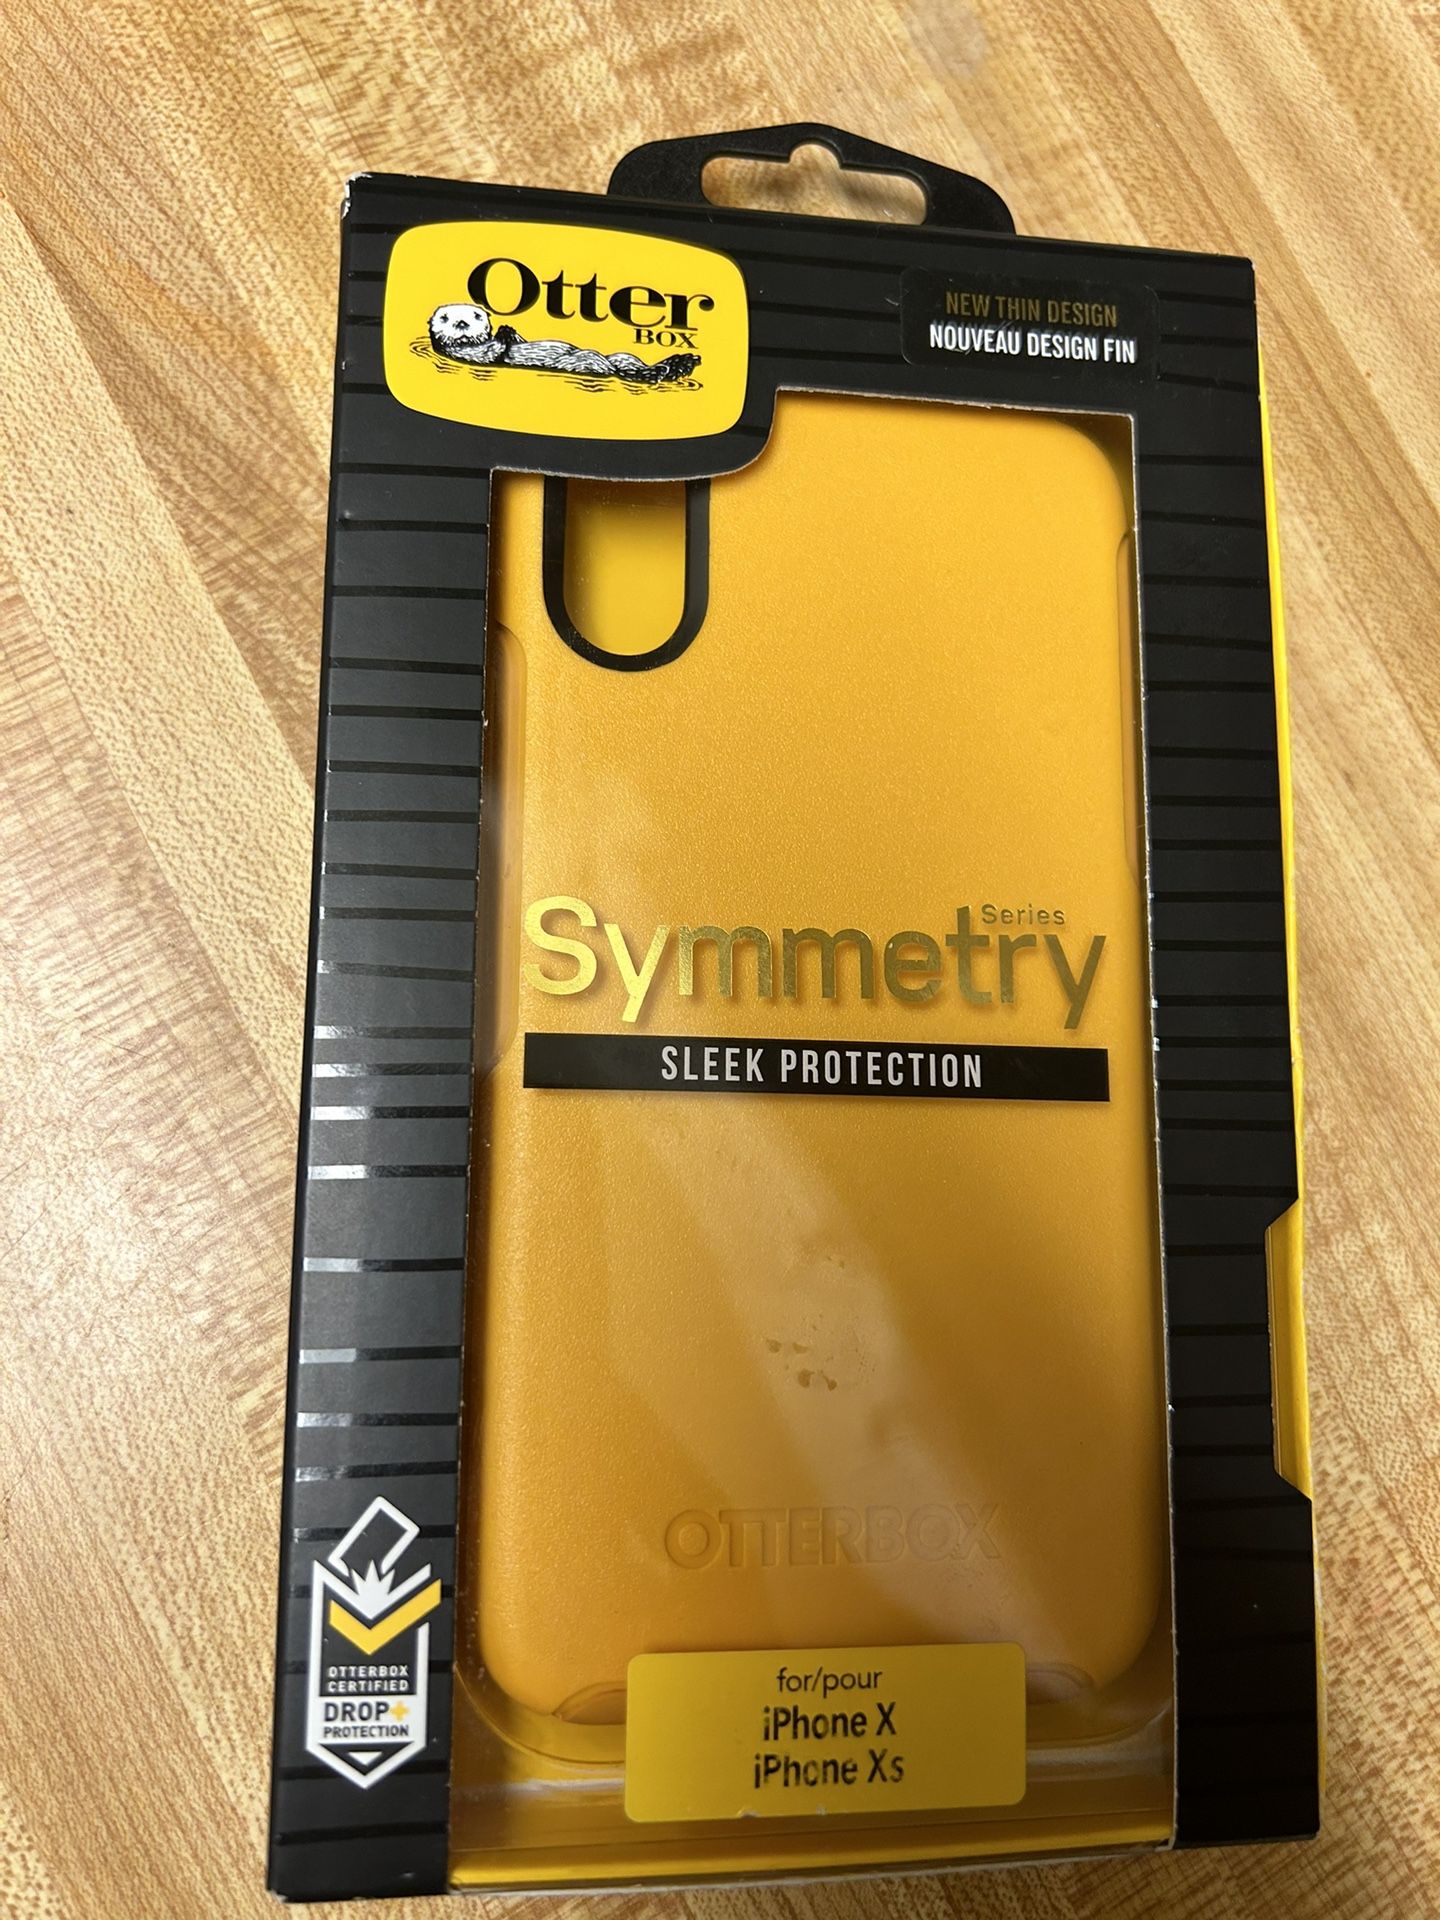 Otter
BOX
NEW THIN DESIGN
NOUVEAU DESIGN FIN
Symmetry Series
SLEEK PROTECTION
OTTERBOX
OTTERBOX
CERTIFIED
DROP+
PROTECTION
for/pour
iPhone X
iPhone Xs